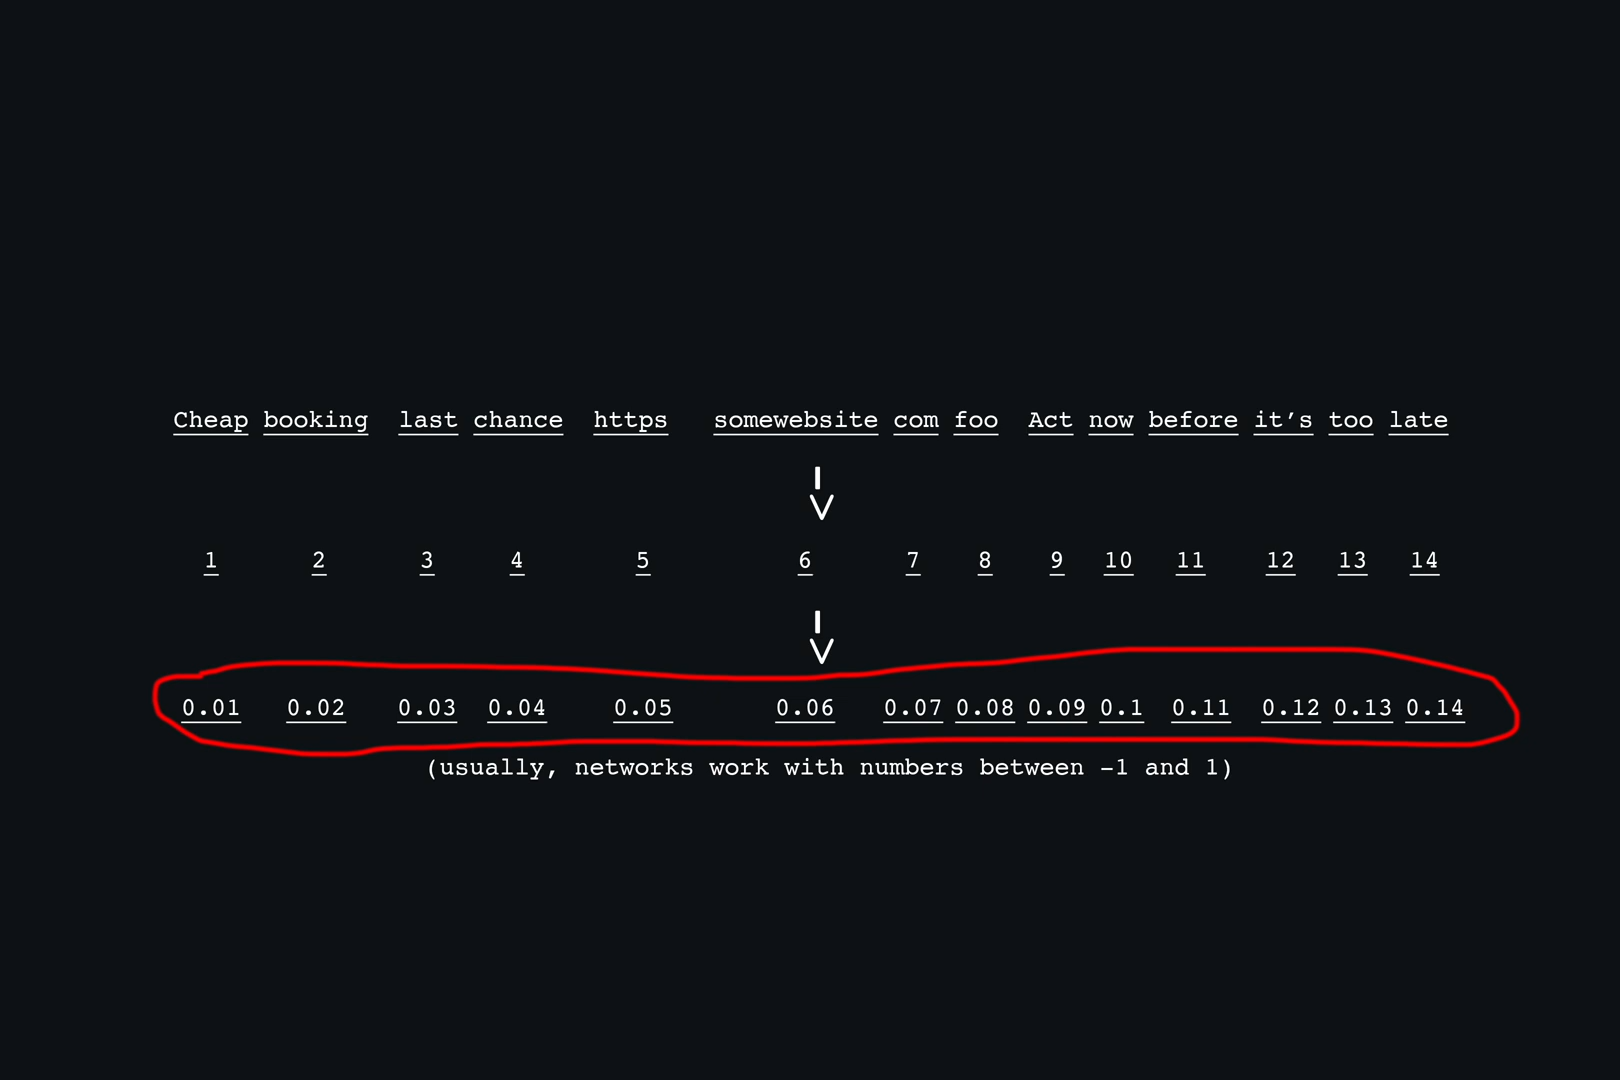 Cheap booking last chance https somewebsite com foo Act now before it’s too late
1 2 3 4 5 6 7 8 9 10 11 12 13 14
0.01 0.02 0.03 0.04 0.05 0.06 0.07 0.08 0.09 0.1 0.11 0.12 0.13 0.14
(usually, networks work with numbers between -1 and 1)